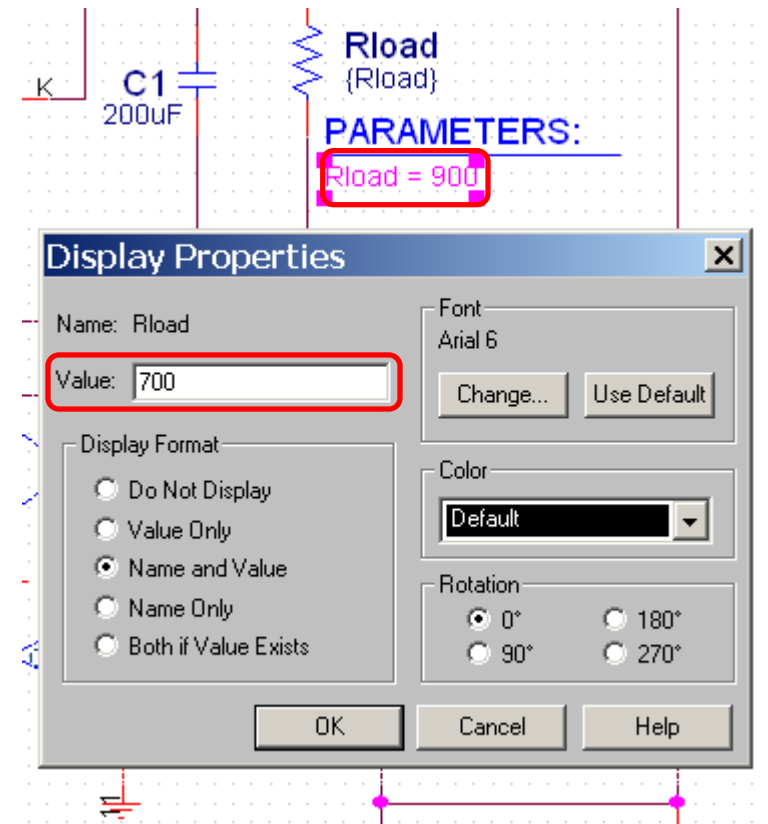 Rload
{Rload}
K
C1
200uF
PARAMETERS:
Rload = 900
Display Properties
Name: Rload
Value: 700
Display Format
Do Not Display
Value Only
Name and Value
Name Only
Both if Value Exists
Font
Arial 6
Change...
Use Default
Color
Default
Rotation
0°
180°
90°
270°
OK
Cancel
Help